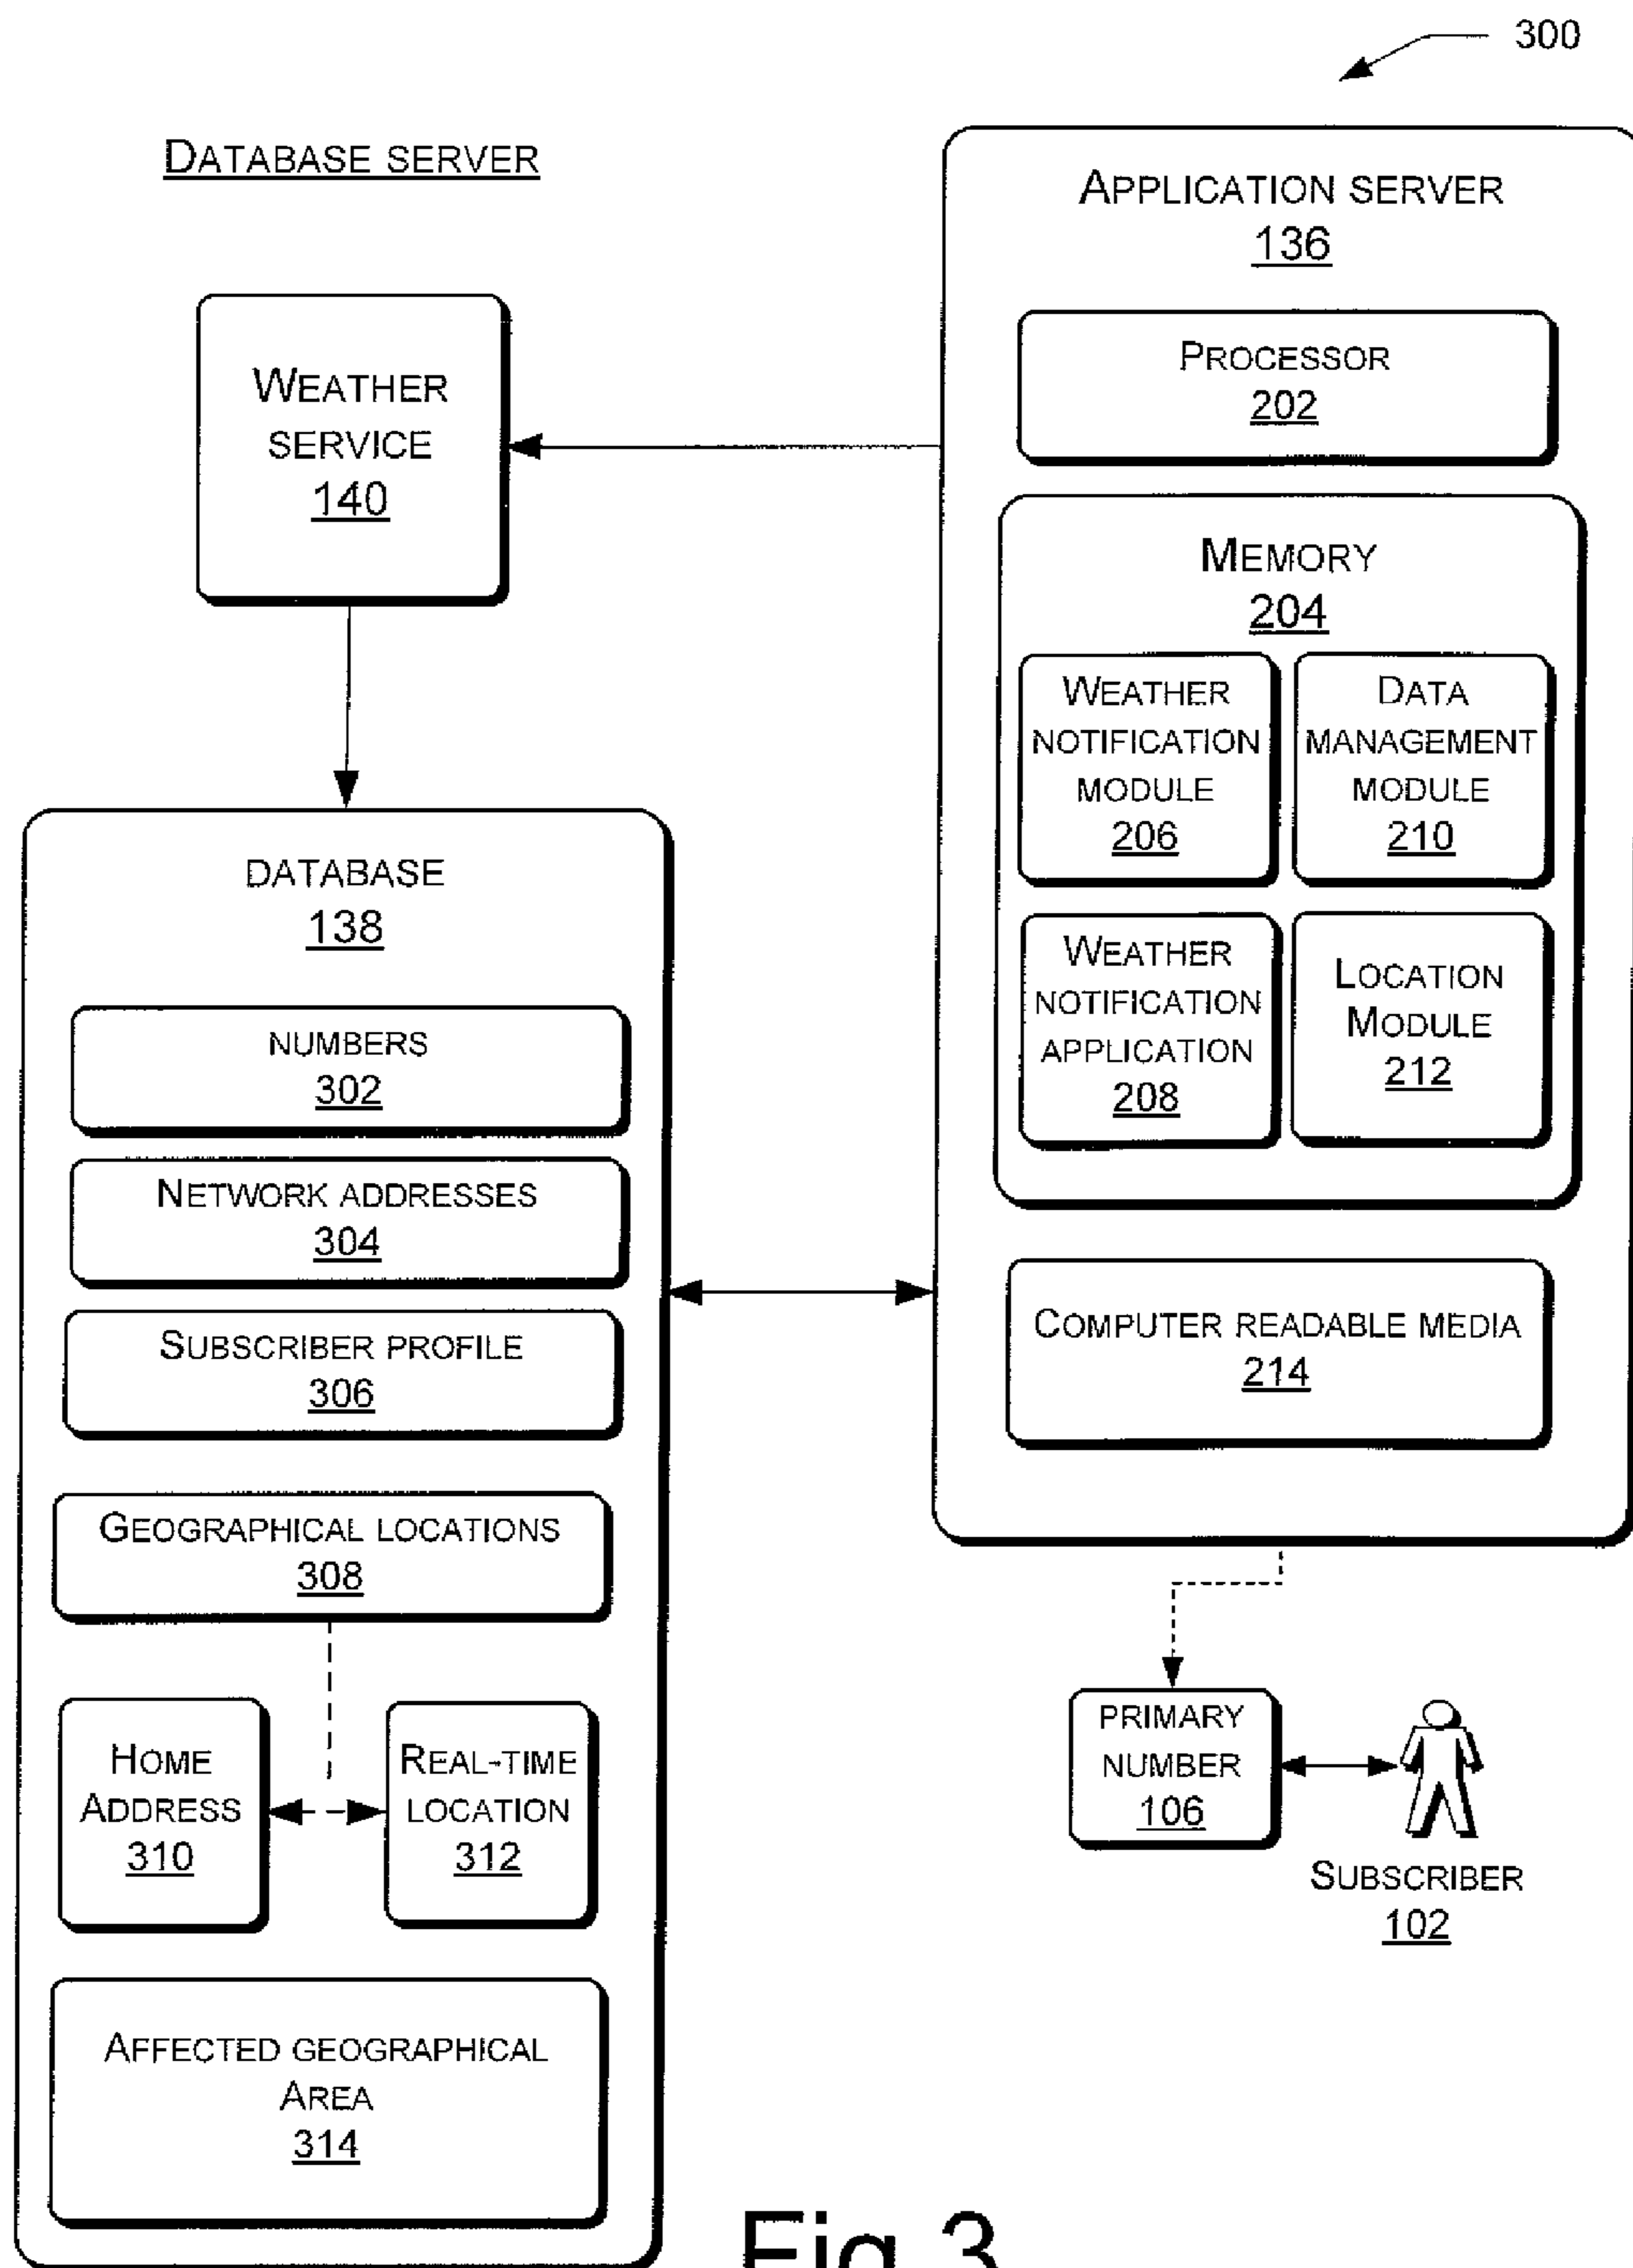 300
DATABASE SERVER
APPLICATION SERVER
136
PROCESSOR
202
WEATHER
SERVICE
140
MEMORY
204
WEATHER
NOTIFICATION
MODULE
206
DATA
MANAGEMENT
MODULE
210
WEATHER
NOTIFICATION
APPLICATION
208
LOCATION
MODULE
212
COMPUTER READABLE MEDIA
214
DATABASE
138
NUMBERS
302
NETWORK ADDRESSES
304
SUBSCRIBER PROFILE
306
GEOGRAPHICAL LOCATIONS
308
HOME
ADDRESS
310
REAL-TIME
LOCATION
312
AFFECTED GEOGRAPHICAL
AREA
314
PRIMARY
NUMBER
106
SUBSCRIBER
102
Fig.3